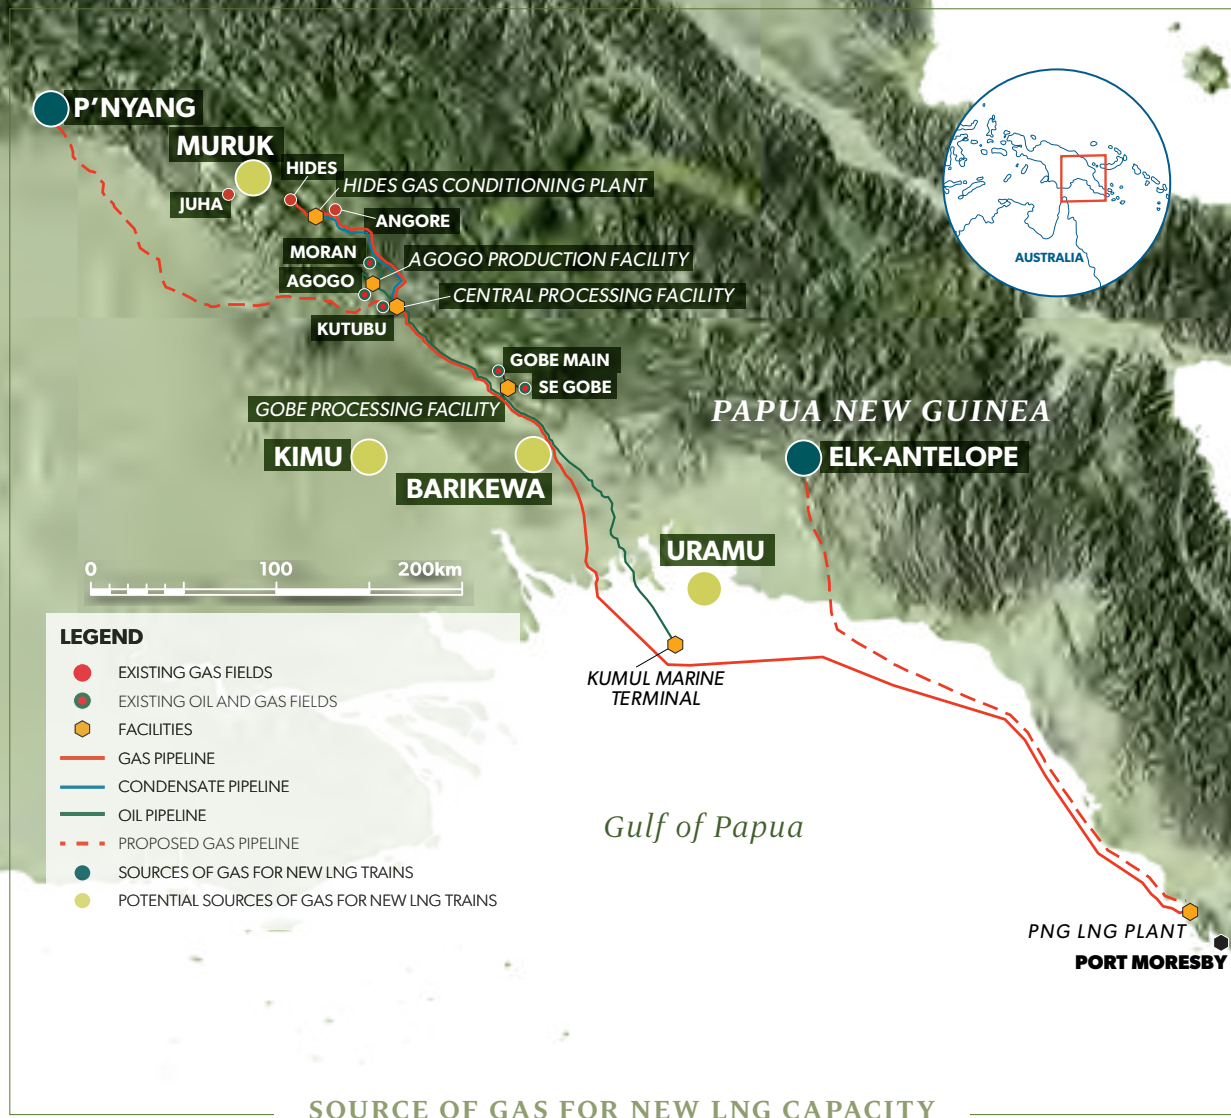 P'NYANG
MURUK
HIDES
HIDES GAS CONDITIONING PLANT
JUHA
ANGORE
MORAN
AGOGO PRODUCTION FACILITY
AGOGO
CENTRAL PROCESSING FACILITY
KUTUBU
AUSTRALIA
GOBE MAIN
SE GOBE
GOBE PROCESSING FACILITY
PAPUA NEW GUINEA
KIMU
BARIKEWA
ELK-ANTELOPE
URAMU
0 100 200km
KUMUL MARINE
TERMINAL
LEGEND
EXISTING GAS FIELDS
EXISTING OIL AND GAS FIELDS
FACILITIES
GAS PIPELINE
CONDENSATE PIPELINE
OIL PIPELINE
PROPOSED GAS PIPELINE
SOURCES OF GAS FOR NEW LNG TRAINS
POTENTIAL SOURCES OF GAS FOR NEW LNG TRAINS
Gulf of Papua
PNG LNG PLANT
PORT MORESBY
SOURCE OF GAS FOR NEW LNG CAPACITY